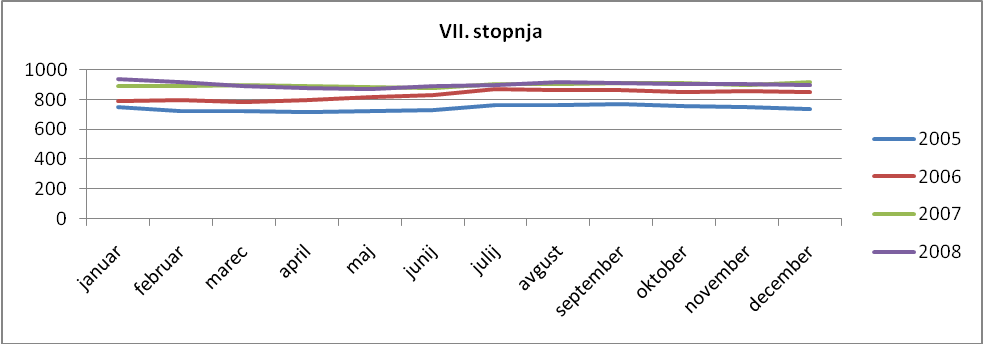 VII. stopnja
1000
800
600
400
200
0
januar
februar
marec
april
maj
junij
julij
avgust
september
oktober
november
december
2005
2006
2007
2008